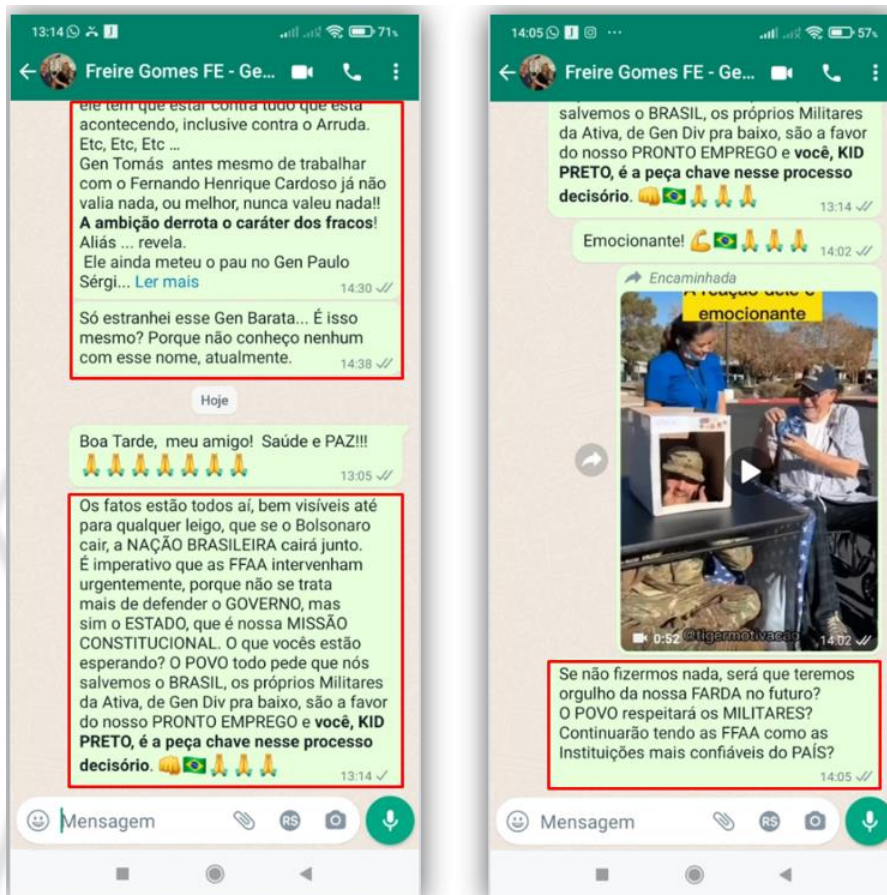 13:14
71%
Freire Gomes FE - Ge...
ele tem que estar contra tudo que está
acontecendo, inclusive contra o Arruda.
Etc, Etc, Etc ...
Gen Tomás antes mesmo de trabalhar
com o Fernando Henrique Cardoso já não
valia nada, ou melhor, nunca valeu nada!!
A ambição derrota o caráter dos fracos!
Aliás ... revela.
Ele ainda meteu o pau no Gen Paulo
Sérgi... Ler mais
14:30
Só estranhei esse Gen Barata... É isso
mesmo? Porque não conheço nenhum
com esse nome, atualmente.
14:38
Hoje
Boa Tarde, meu amigo! Saúde e PAZ!!!
🙏🙏🙏🙏🙏🙏🙏
13:05
Os fatos estão todos aí, bem visíveis até
para qualquer leigo, que se o Bolsonaro
cair, a NAÇÃO BRASILEIRA cairá junto.
É imperativo que as FFAA intervenham
urgentemente, porque não se trata
mais de defender o GOVERNO, mas
sim o ESTADO, que é nossa MISSÃO
CONSTITUCIONAL. O que vocês estão
esperando? O POVO todo pede que nós
salvemos o BRASIL, os próprios Militares
da Ativa, de Gen Div pra baixo, são a favor
do nosso PRONTO EMPREGO e você, KID
PRETO, é a peça chave nesse processo
decisório. 👊🇧🇷🙏🙏🙏
13:14
Mensagem
RS
14:05
57%
Freire Gomes FE - Ge...
salvemos o BRASIL, os próprios Militares
da Ativa, de Gen Div pra baixo, são a favor
do nosso PRONTO EMPREGO e você, KID
PRETO, é a peça chave nesse processo
decisório. 👊🇧🇷🙏🙏🙏
13:14
Emocionante! 💪🇧🇷🙏🙏🙏
14:02
Encaminhada
A reação dele é
emocionante
0:52
@tigermotivacao
14:02
Se não fizermos nada, será que teremos
orgulho da nossa FARDA no futuro?
O POVO respeitará os MILITARES?
Continuarão tendo as FFAA como as
Instituições mais confiáveis do PAÍS?
14:05
Mensagem
RS